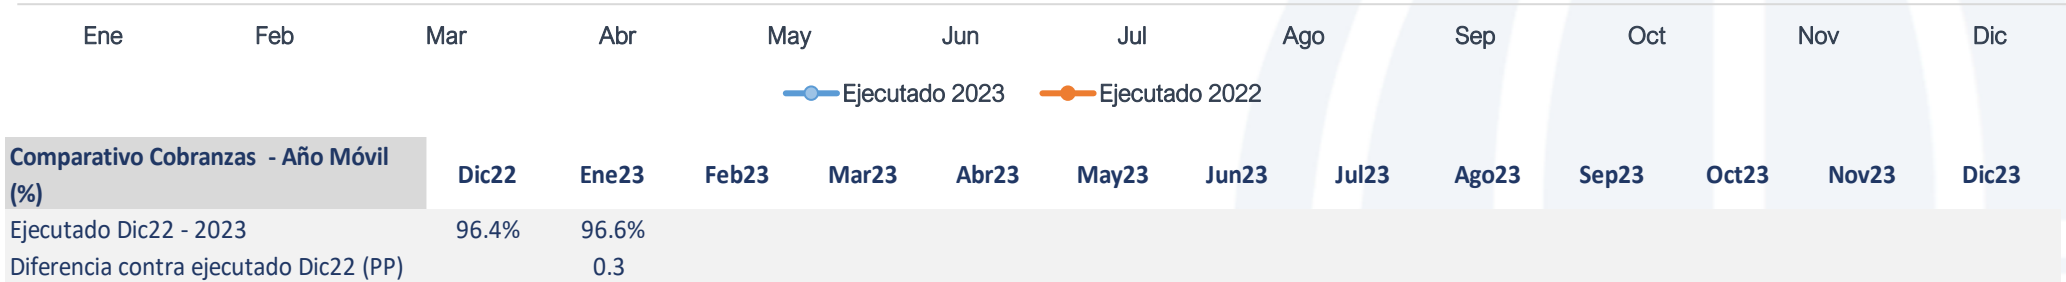 Ene Feb Mar Abr May Jun Jul Ago Sep Oct Nov Dic
Ejecutado 2023 Ejecutado 2022
Comparativo Cobranzas - Año Móvil
(%)
Dic22 Ene23 Feb23 Mar23 Abr23 May23 Jun23 Jul23 Ago23 Sep23 Oct23 Nov23 Dic23
Ejecutado Dic22 - 2023 96.4% 96.6%
Diferencia contra ejecutado Dic22 (PP) 0.3